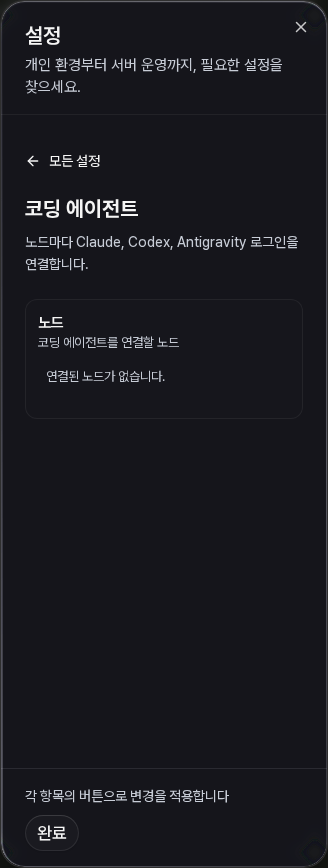 설정
개인 환경부터 서버 운영까지, 필요한 설정을
찾으세요.
모든 설정
코딩 에이전트
노드마다 Claude, Codex, Antigravity 로그인을
연결합니다.
노드
코딩 에이전트를 연결할 노드
연결된 노드가 없습니다.
각 항목의 버튼으로 변경을 적용합니다
완료